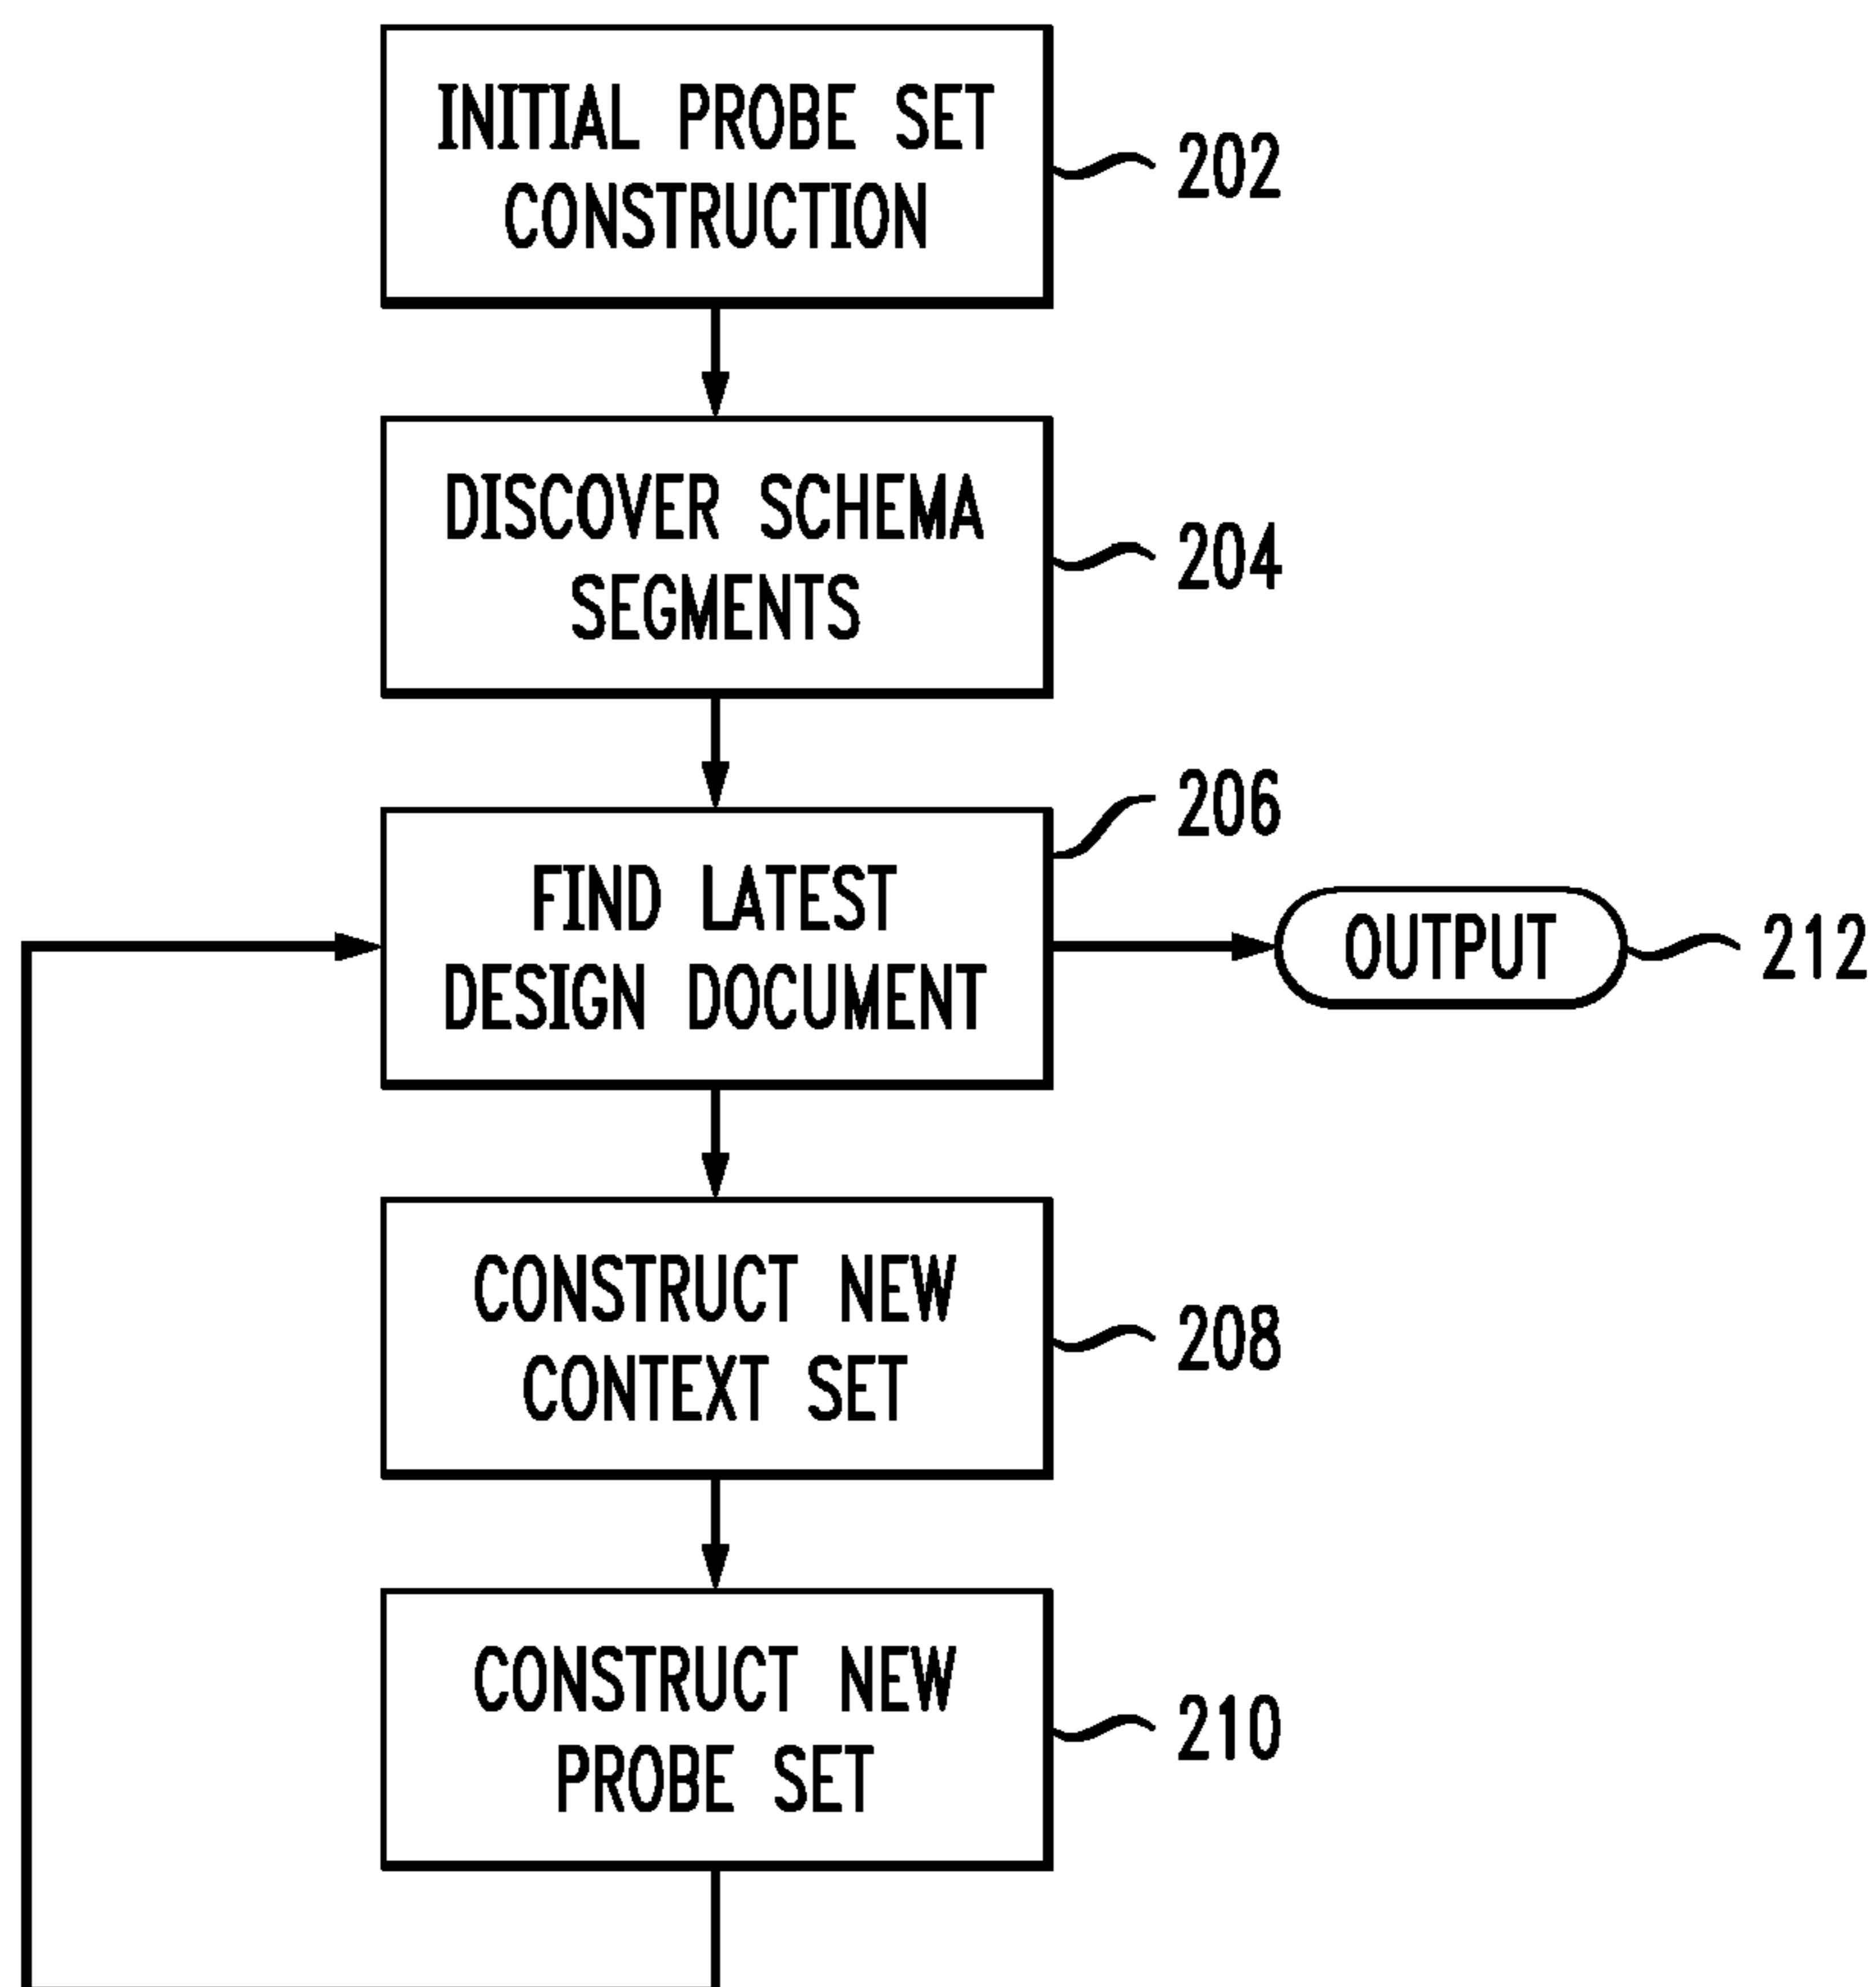 INITIAL PROBE SET
CONSTRUCTION
202
DISCOVER SCHEMA
SEGMENTS
204
206
FIND LATEST
DESIGN DOCUMENT
OUTPUT
212
CONSTRUCT NEW
CONTEXT SET
208
CONSTRUCT NEW
PROBE SET
210